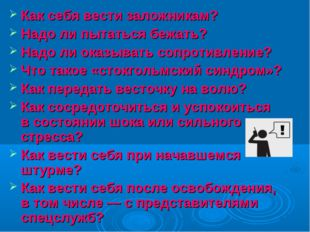 Как себя вести заложникам?
Надо ли пытаться бежать?
Надо ли оказывать сопротивление?
Что такое «стокгольмский синдром»?
Как передать весточку на волю?
Как сосредоточиться и успокоиться
в состоянии шока или сильного
стресса?
Как вести себя при начавшемся
штурме?
Как вести себя после освобождения,
в том числе — с представителями
спецслужб?